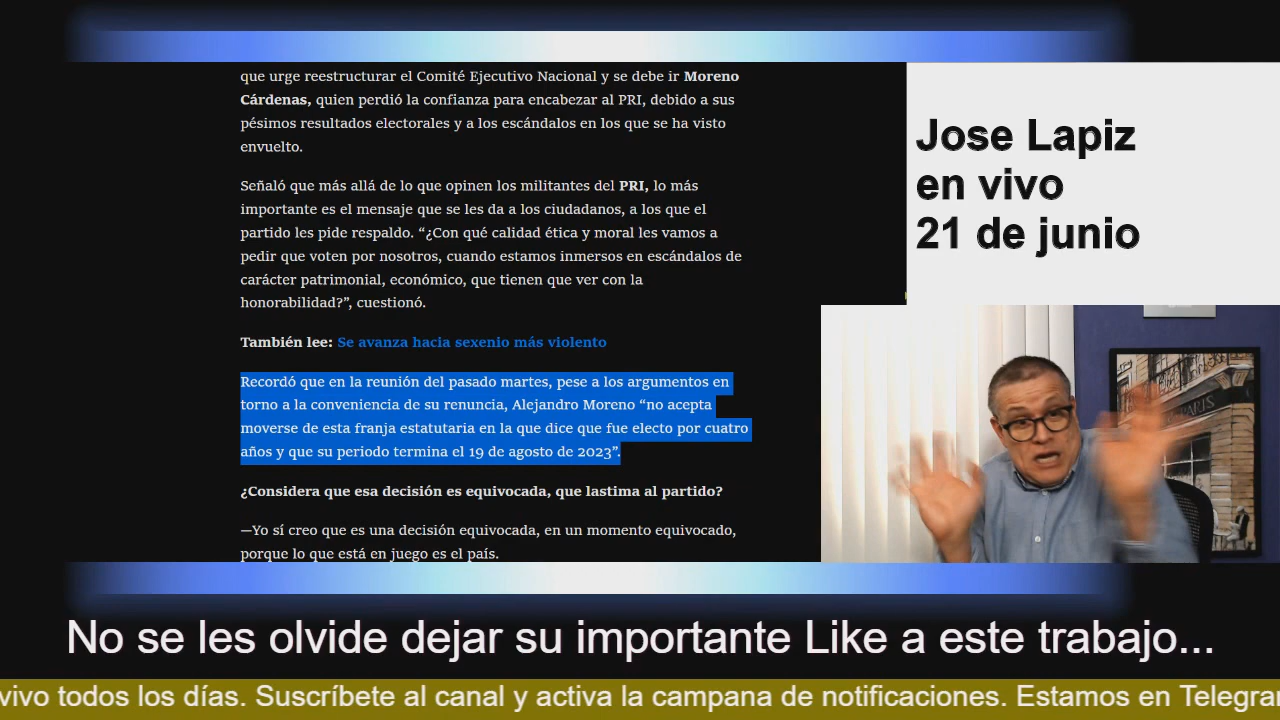 que urge reestructurar el Comité Ejecutivo Nacional y se debe ir Moreno
Cárdenas, quien perdió la confianza para encabezar al PRI, debido a sus
pésimos resultados electorales y a los escándalos en los que se ha visto
envuelto.
Señaló que más allá de lo que opinen los militantes del PRI, lo más
importante es el mensaje que se les da a los ciudadanos, a los que el
partido les pide respaldo. “¿Con qué calidad ética y moral les vamos a
pedir que voten por nosotros, cuando estamos inmersos en escándalos de
carácter patrimonial, económico, que tienen que ver con la
honorabilidad?”, cuestionó.
También lee: Se avanza hacia sexenio más violento
Recordó que en la reunión del pasado martes, pese a los argumentos en
torno a la conveniencia de su renuncia, Alejandro Moreno “no acepta
moverse de esta franja estatutaria en la que dice que fue electo por cuatro
años y que su periodo termina el 19 de agosto de 2023”.
¿Considera que esa decisión es equivocada, que lastima al partido?
—Yo sí creo que es una decisión equivocada, en un momento equivocado,
porque lo que está en juego es el país.
Jose Lapiz
en vivo
21 de junio
No se les olvide dejar su importante Like a este trabajo...
vivo todos los días. Suscríbete al canal y activa la campana de notificaciones. Estamos en Telegra